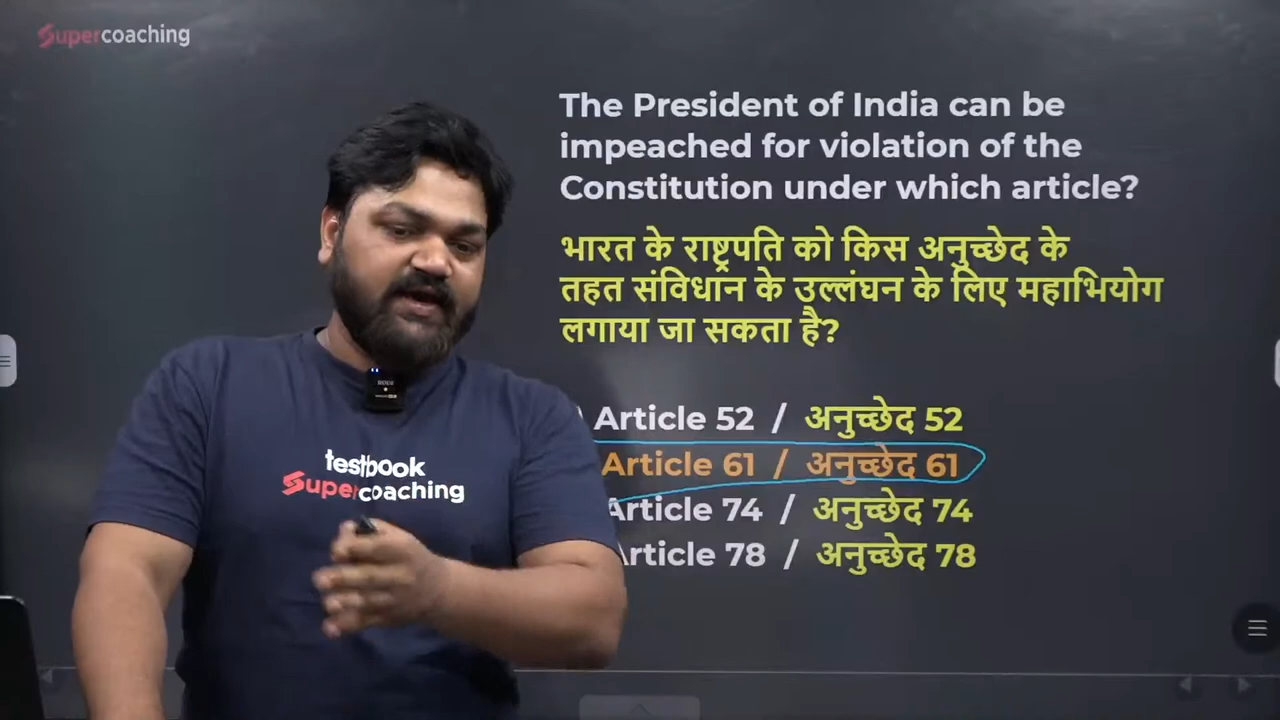 Supercoaching
The President of India can be
impeached for violation of the
Constitution under which article?
भारत के राष्ट्रपति को किस अनुच्छेद के
तहत संविधान के उल्लंघन के लिए महाभियोग
लगाया जा सकता है?
Article 52 / अनुच्छेद 52
Article 61 / अनुच्छेद 61
Article 74 / अनुच्छेद 74
Article 78 / अनुच्छेद 78
testbook
Supercoaching